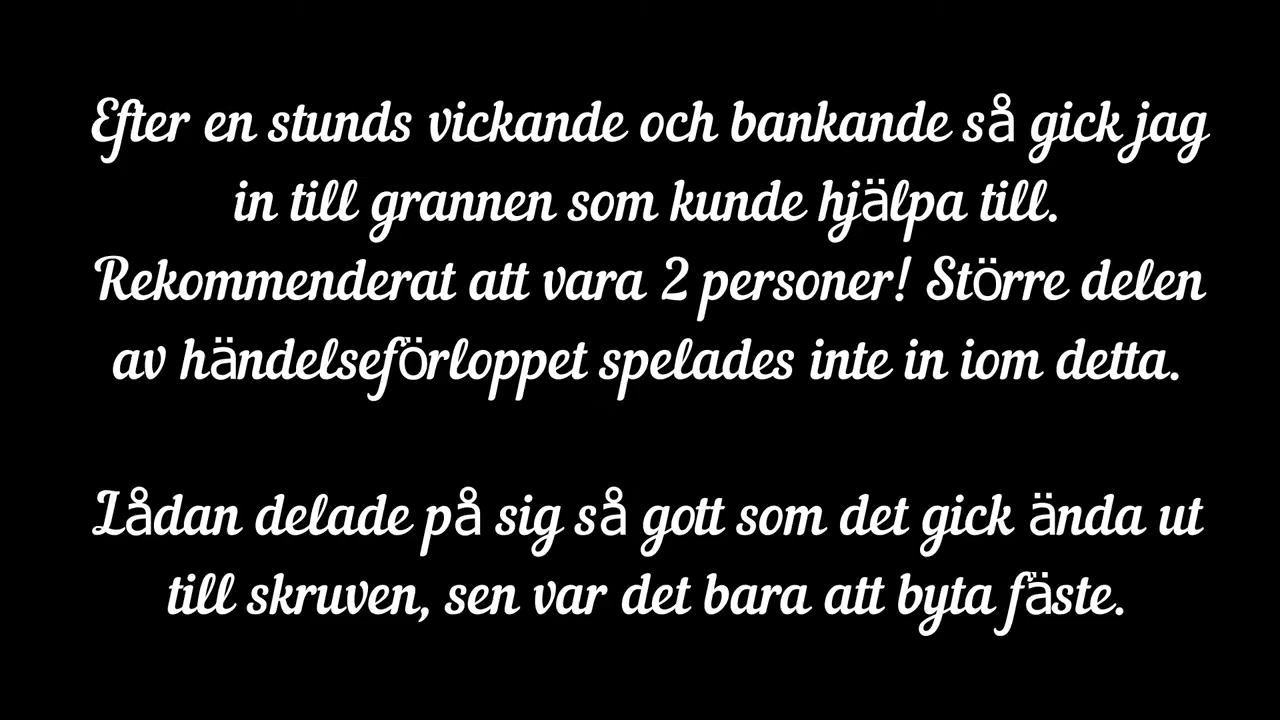 Efter en stunds vickande och bankande så gick jag
in till grannen som kunde hjälpa till.
Rekommenderat att vara 2 personer! Större delen
av händelseförloppet spelades inte in iom detta.
Lådan delade på sig så gott som det gick ända ut
till skruven, sen var det bara att byta fäste.